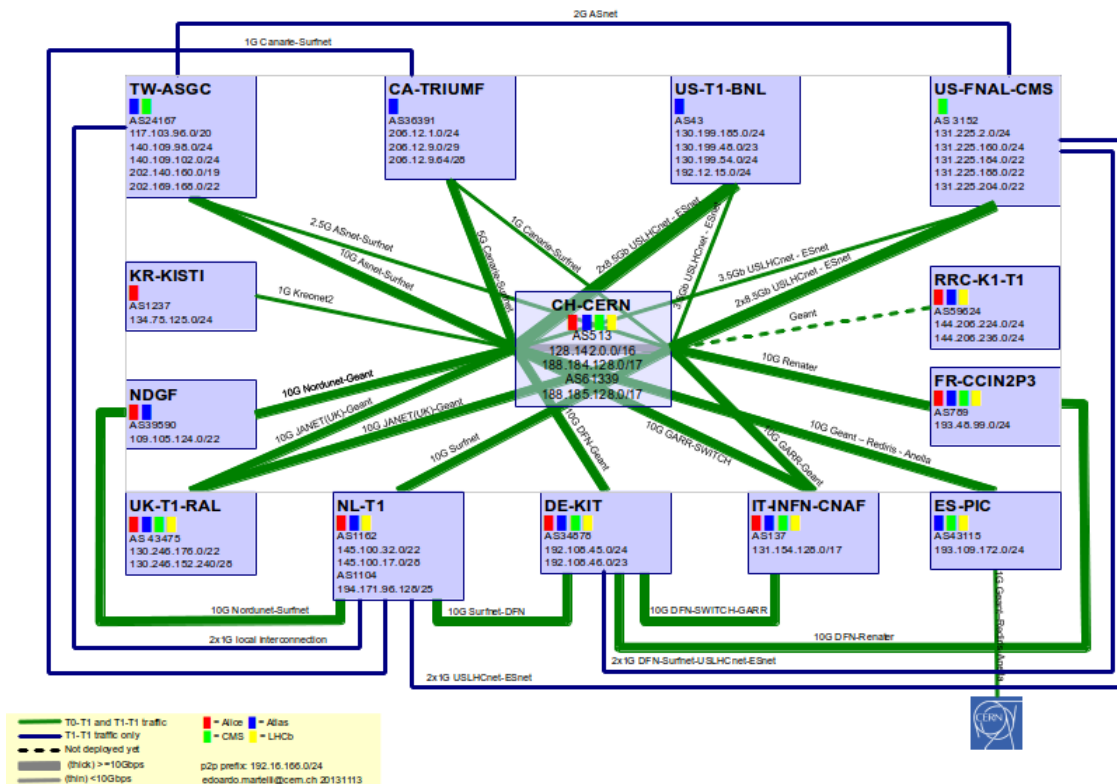 2G ASnet
1G Canarie-Surfnet
TW-ASGC
AS24167
117.103.96.0/20
140.109.98.0/24
140.109.102.0/24
202.140.160.0/19
202.169.168.0/22
CA-TRIUMF
AS36391
206.12.1.0/24
206.12.9.0/29
206.12.9.64/28
US-T1-BNL
AS43
130.199.185.0/24
130.199.48.0/23
130.199.54.0/24
192.12.15.0/24
US-FNAL-CMS
AS3152
131.225.2.0/24
131.225.160.0/24
131.225.184.0/22
131.225.188.0/22
131.225.204.0/22
2.5G ASnet-Surfnet
10G Asnet-Surfnet
5G Canarie-Surfnet
1G Canarie-Surfnet
2x8.5Gb USLHCnet - ESnet
3.5Gb USLHCnet - ESnet
3.5Gb USLHCnet - ESnet
2x8.5Gb USLHCnet - ESnet
KR-KISTI
AS1237
134.75.125.0/24
1G Kreonet2
CH-CERN
AS513
128.142.0.0/16
188.184.128.0/17
AS61339
188.185.128.0/17
Geant
RRC-K1-T1
AS59624
144.206.224.0/24
144.206.236.0/24
NDGF
AS39590
109.105.124.0/22
10G Nordunet-Geant
10G Renater
FR-CCIN2P3
AS789
193.48.99.0/24
10G JANET(UK)-Geant
10G JANET(UK)-Geant
10G Surfnet
10G DFN-Geant
10G GARR-SWITCH
10G GARR-Geant
10G Geant – Rediris - Anella
UK-T1-RAL
AS43475
130.246.176.0/22
130.246.152.240/28
NL-T1
AS1162
145.100.32.0/22
145.100.17.0/28
AS1104
194.171.96.128/25
DE-KIT
AS34878
192.108.45.0/24
192.108.46.0/23
IT-INFN-CNAF
AS137
131.154.128.0/17
ES-PIC
AS43115
193.109.172.0/24
10G Nordunet-Surfnet
10G Surfnet-DFN
10G DFN-SWITCH-GARR
10G DFN-Renater
2x1G local interconnection
2x1G DFN-Surfnet-USLHCnet-ESnet
2x1G USLHCnet-ESnet
1G Geant-Rediris-Anella
CERN
T0-T1 and T1-T1 traffic
T1-T1 traffic only
Not deployed yet
(thick) >=10Gbps
(thin) <10Gbps
= Alice = Atlas
= CMS = LHCb
p2p prefix: 192.16.166.0/24
edoardo.martelli@cern.ch 20131113